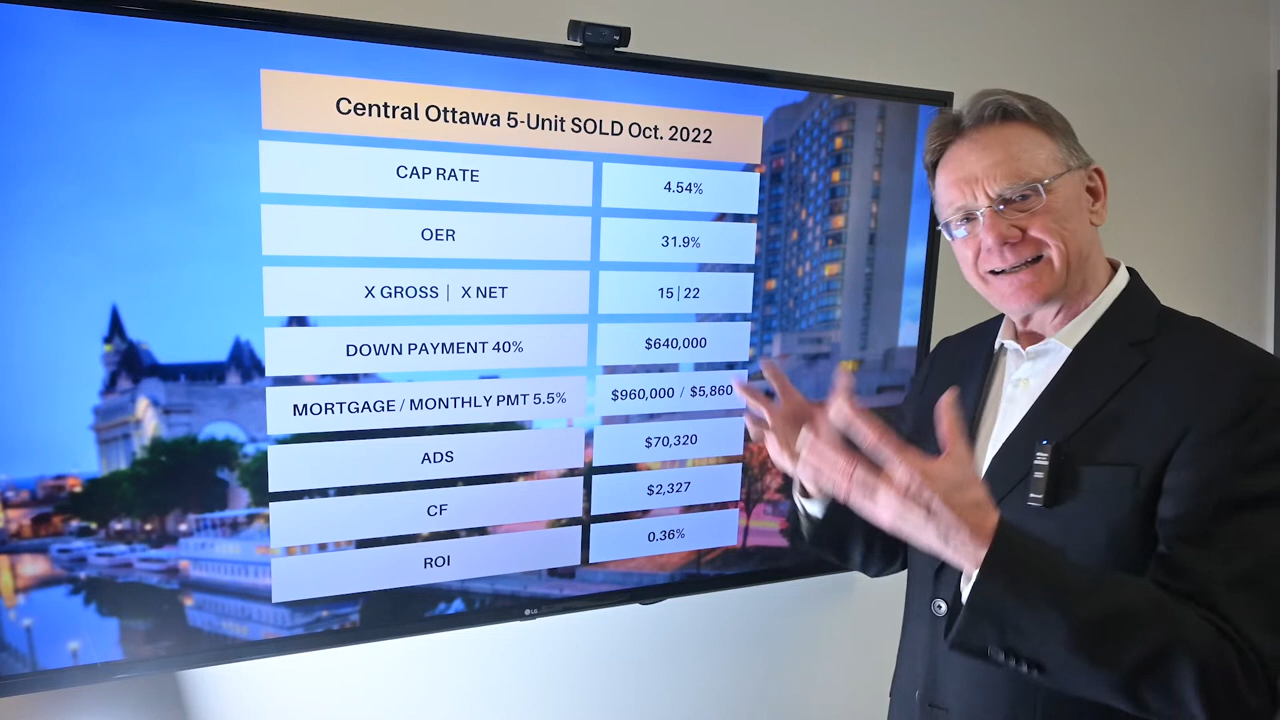 Central Ottawa 5-Unit SOLD Oct. 2022
CAP RATE 4.54%
OER 31.9%
X GROSS | X NET 15|22
DOWN PAYMENT 40% $640,000
MORTGAGE / MONTHLY PMT 5.5% $960,000 / $5,860
ADS $70,320
CF $2,327
ROI 0.36%
LG